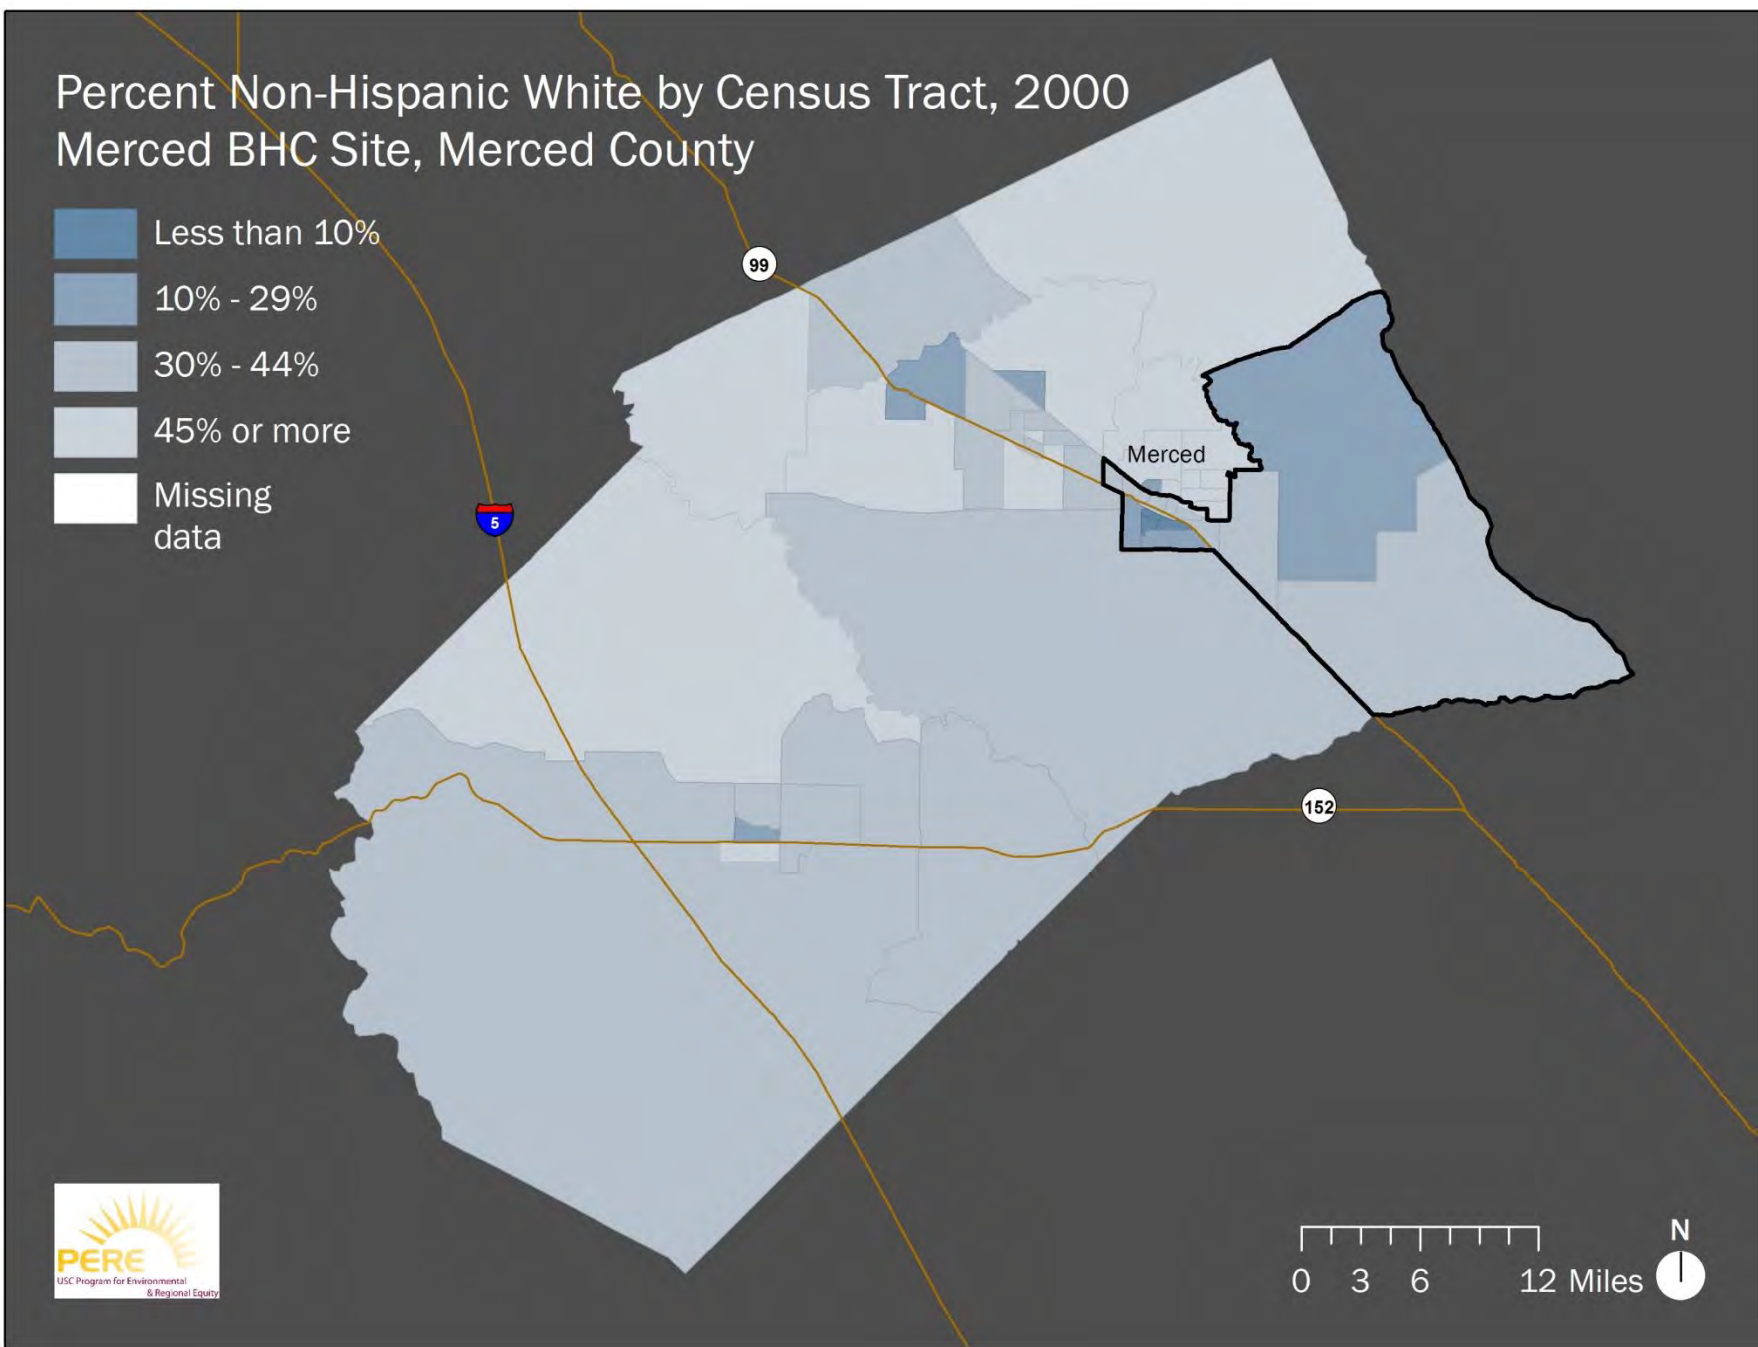 Percent Non-Hispanic White by Census Tract, 2000
Merced BHC Site, Merced County
Less than 10%
10% - 29%
30% - 44%
45% or more
Missing
data
99
Merced
5
152
PERE
USC Program for Environmental
& Regional Equity
N
0 3 6 12 Miles